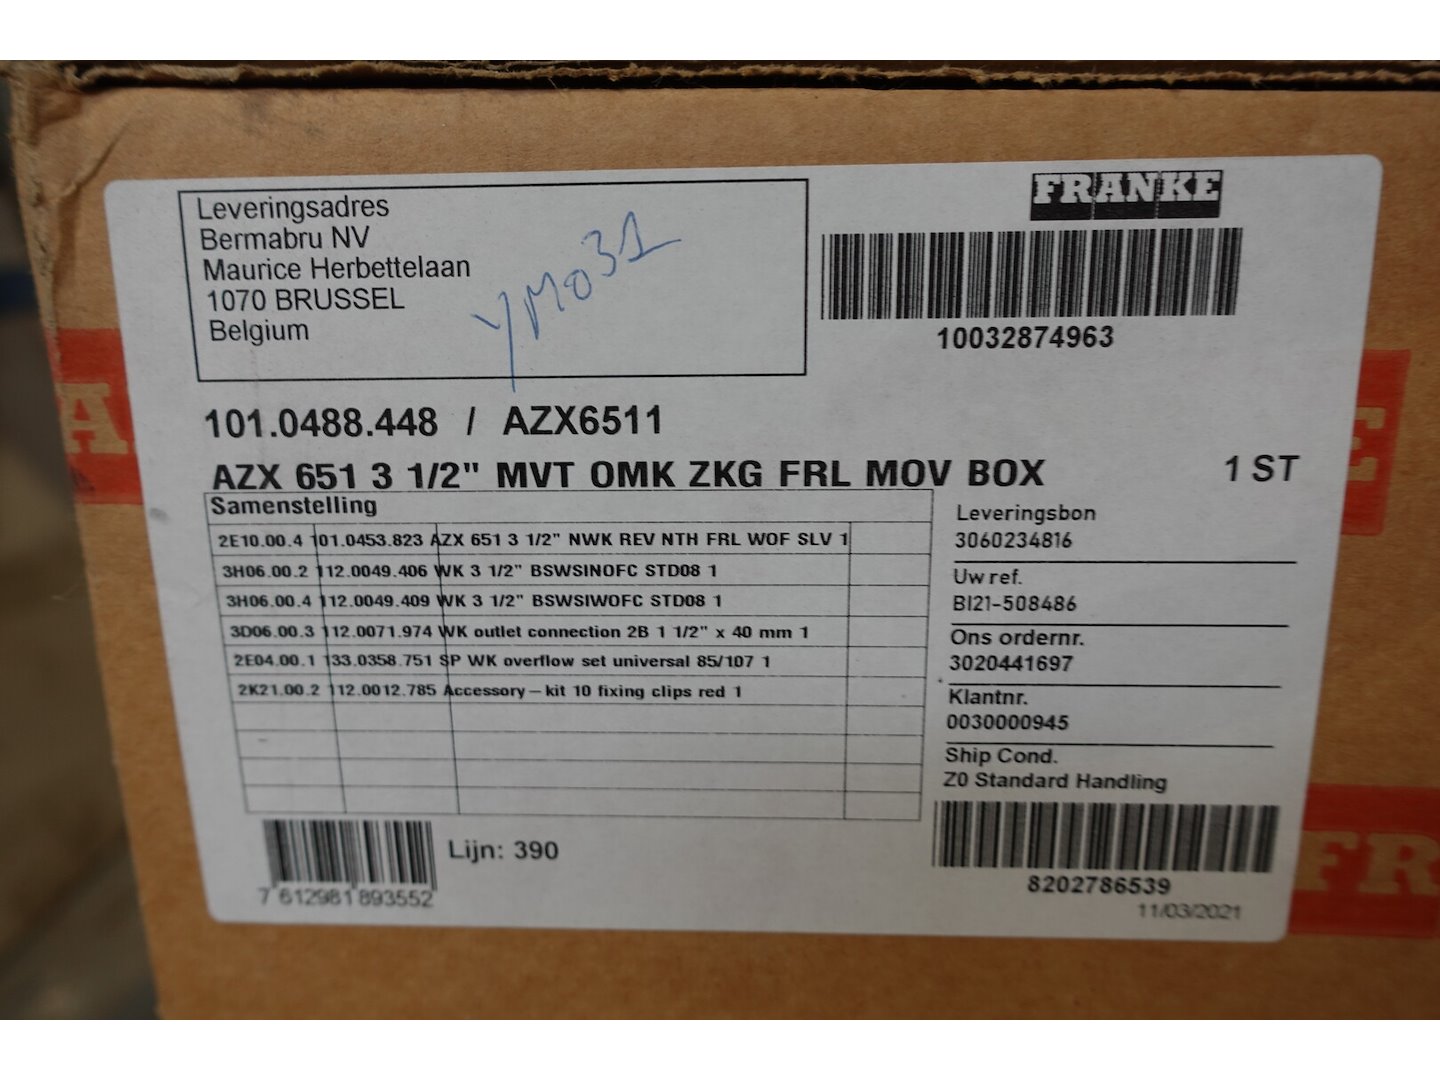 FRANKE
Leveringsadres
Bermabru NV
Maurice Herbettelaan
1070 BRUSSEL
Belgium
YM031
10032874963
101.0488.448 / AZX6511
AZX 651 3 1/2" MVT OMK ZKG FRL MOV BOX 1 ST
Samenstelling
2E10.00.4 101.0453.823 AZX 651 3 1/2" NWK REV NTH FRL WOF SLV 1
3H06.00.2 112.0049.406 WK 3 1/2" BSWSINOFC STD08 1
3H06.00.4 112.0049.409 WK 3 1/2" BSWSIWOFC STD08 1
3D06.00.3 112.0071.974 WK outlet connection 2B 1 1/2" x 40 mm 1
2E04.00.1 133.0358.751 SP WK overflow set universal 85/107 1
2K21.00.2 112.0012.785 Accessory-kit 10 fixing clips red 1
Leveringsbon
3060234816
Uw ref.
BI21-508486
Ons ordernr.
3020441697
Klantnr.
0030000945
Ship Cond.
Z0 Standard Handling
7 612981 893552
Lijn: 390
8202786539
11/03/2021
A
E
FR